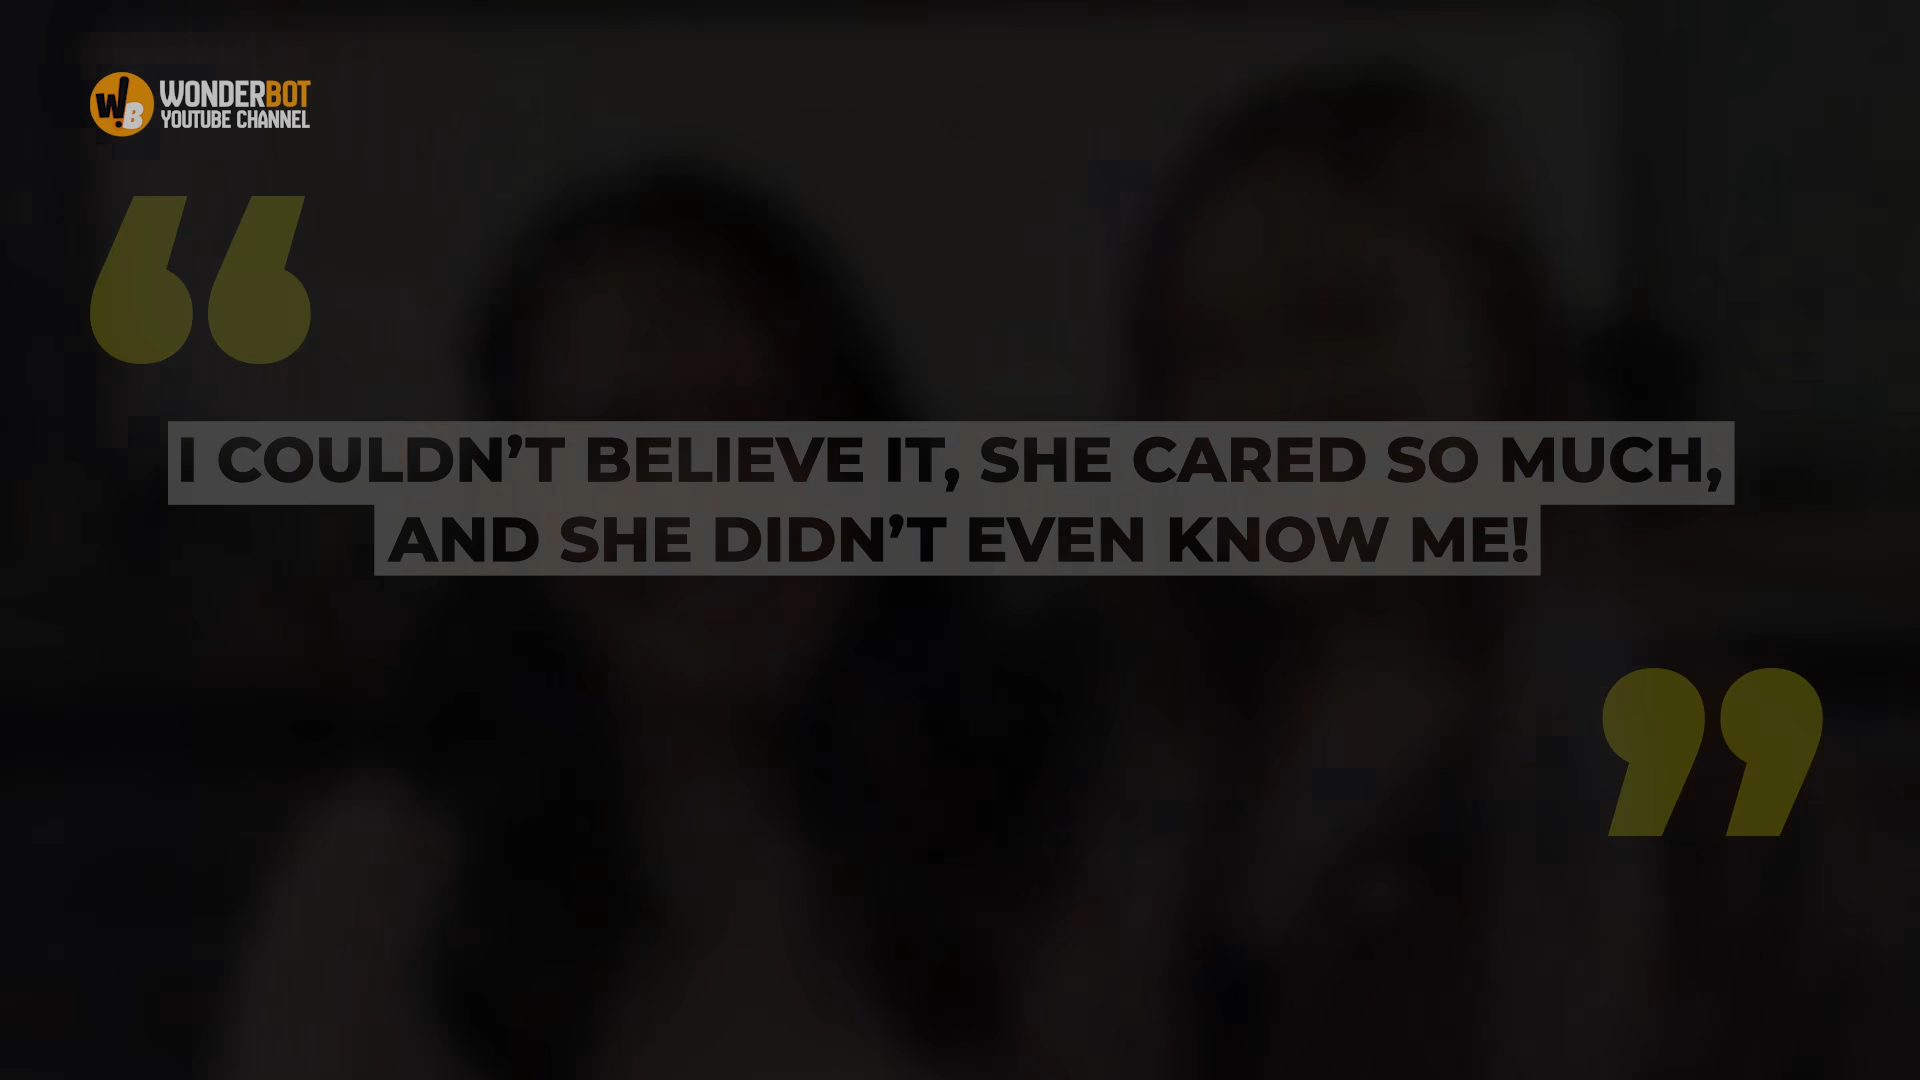 WONDERBOT
YOUTUBE CHANNEL
“
I COULDN’T BELIEVE IT, SHE CARED SO MUCH,
AND SHE DIDN’T EVEN KNOW ME!
”